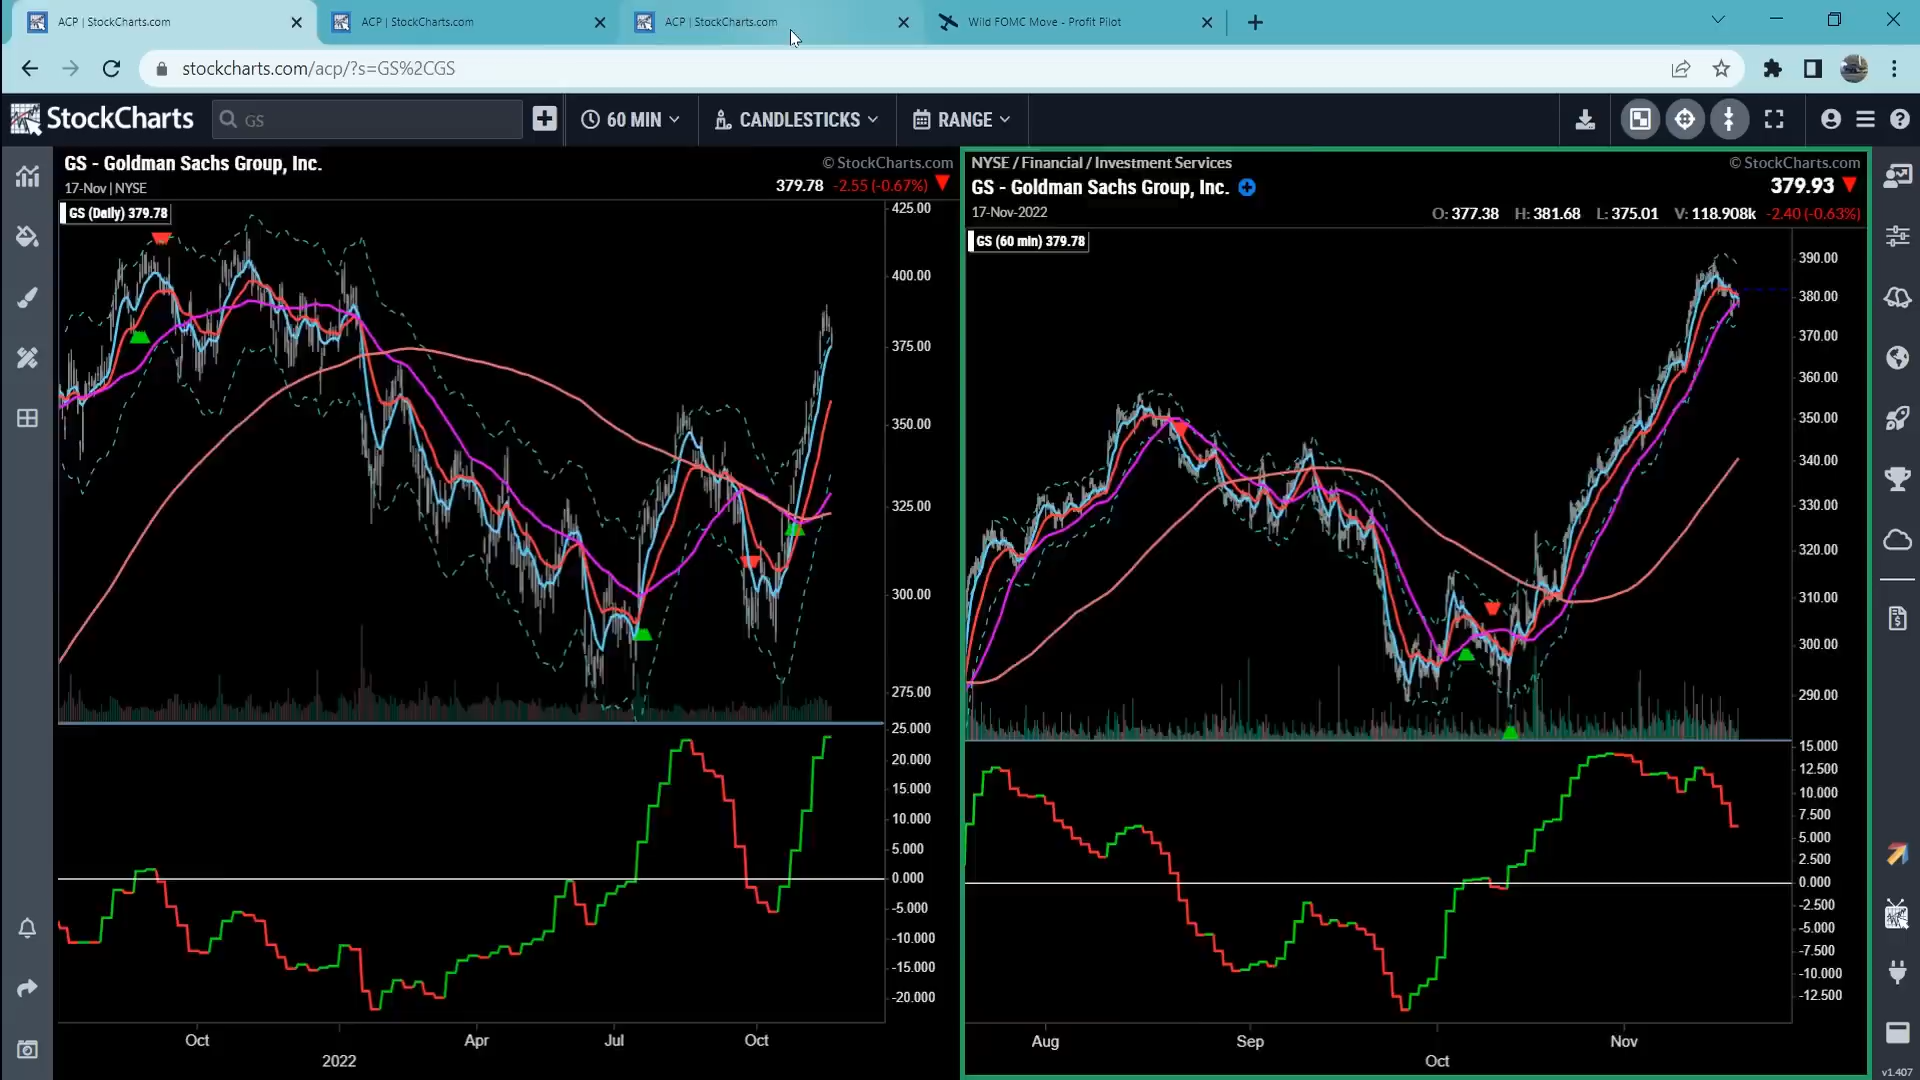 ACP | StockCharts.com
ACP | StockCharts.com
ACP | StockCharts.com
Wild FOMC Move - Profit Pilot
stockcharts.com/acp/?s=GS%2CGS
StockCharts
GS
60 MIN
CANDLESTICKS
RANGE
GS - Goldman Sachs Group, Inc.
© StockCharts.com
17-Nov | NYSE
379.78 -2.55 (-0.67%)
GS (Daily) 379.78
425.00
400.00
375.00
350.00
325.00
300.00
275.00
25.000
20.000
15.000
10.000
5.000
0.000
-5.000
-10.000
-15.000
-20.000
Oct
2022
Apr
Jul
Oct
NYSE / Financial / Investment Services
© StockCharts.com
GS - Goldman Sachs Group, Inc.
379.93
17-Nov-2022
O: 377.38 H: 381.68 L: 375.01 V: 118.908k -2.40 (-0.63%)
GS (60 min) 379.78
390.00
380.00
370.00
360.00
350.00
340.00
330.00
320.00
310.00
300.00
290.00
15.000
12.500
10.000
7.500
5.000
2.500
0.000
-2.500
-5.000
-7.500
-10.000
-12.500
Aug
Sep
Oct
Nov
v1.407